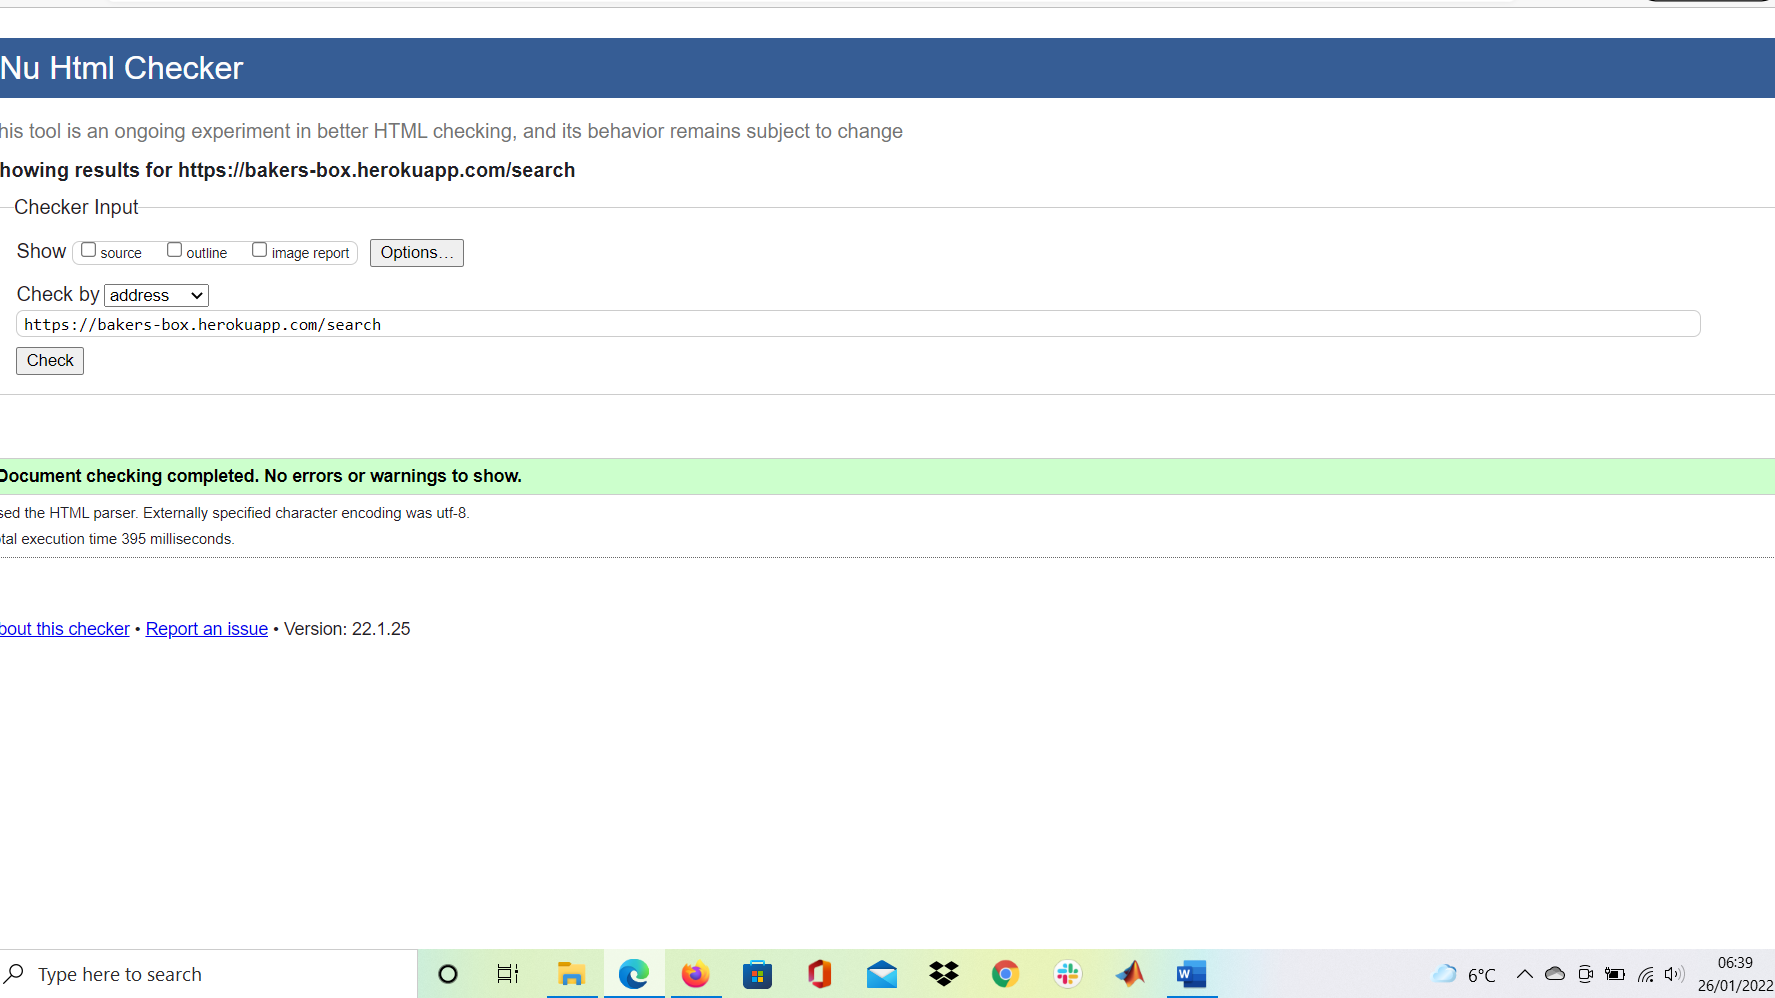 Nu Html Checker
his tool is an ongoing experiment in better HTML checking, and its behavior remains subject to change
howing results for https://bakers-box.herokuapp.com/search
Checker Input
Show source outline image report Options…
Check by address
https://bakers-box.herokuapp.com/search
Check
Document checking completed. No errors or warnings to show.
sed the HTML parser. Externally specified character encoding was utf-8.
otal execution time 395 milliseconds.
bout this checker • Report an issue • Version: 22.1.25
Type here to search
W
6°C
06:39
26/01/2022